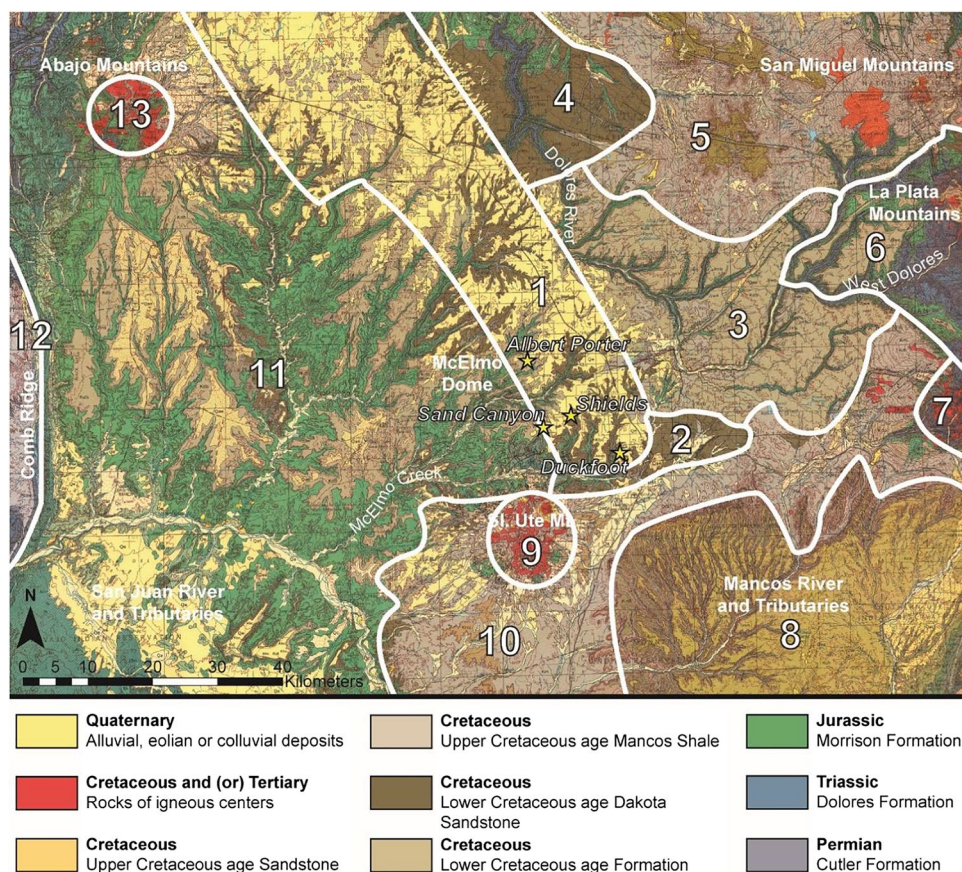 Abajo Mountains
13
4
San Miguel Mountains
5
Dolores River
La Plata
Mountains
6
West Dolores
1
3
12
Comb Ridge
11
Albert Porter
McElmo
Dome
Shields
Sand Canyon
2
7
Duckfoot
McElmo Creek
Sl. Ute Mt.
9
San Juan River
and Tributaries
Mancos River
and Tributaries
8
10
N
0 5 10 20 30 40
Kilometers
Quaternary
Alluvial, eolian or colluvial deposits
Cretaceous and (or) Tertiary
Rocks of igneous centers
Cretaceous
Upper Cretaceous age Sandstone
Cretaceous
Upper Cretaceous age Mancos Shale
Cretaceous
Lower Cretaceous age Dakota
Sandstone
Cretaceous
Lower Cretaceous age Formation
Jurassic
Morrison Formation
Triassic
Dolores Formation
Permian
Cutler Formation